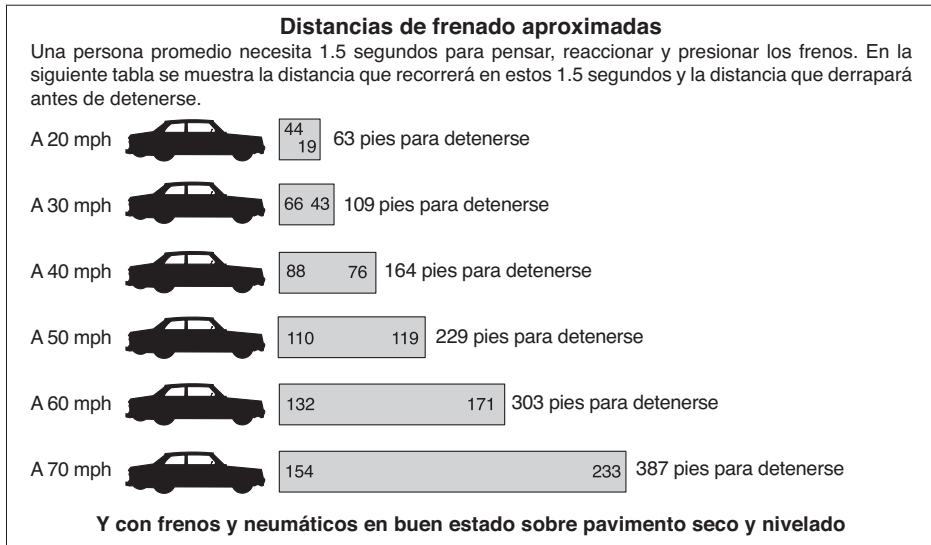 Distancias de frenado aproximadas
Una persona promedio necesita 1.5 segundos para pensar, reaccionar y presionar los frenos. En la
siguiente tabla se muestra la distancia que recorrerá en estos 1.5 segundos y la distancia que derrapará
antes de detenerse.
A 20 mph 44 19 63 pies para detenerse
A 30 mph 66 43 109 pies para detenerse
A 40 mph 88 76 164 pies para detenerse
A 50 mph 110 119 229 pies para detenerse
A 60 mph 132 171 303 pies para detenerse
A 70 mph 154 233 387 pies para detenerse
Y con frenos y neumáticos en buen estado sobre pavimento seco y nivelado